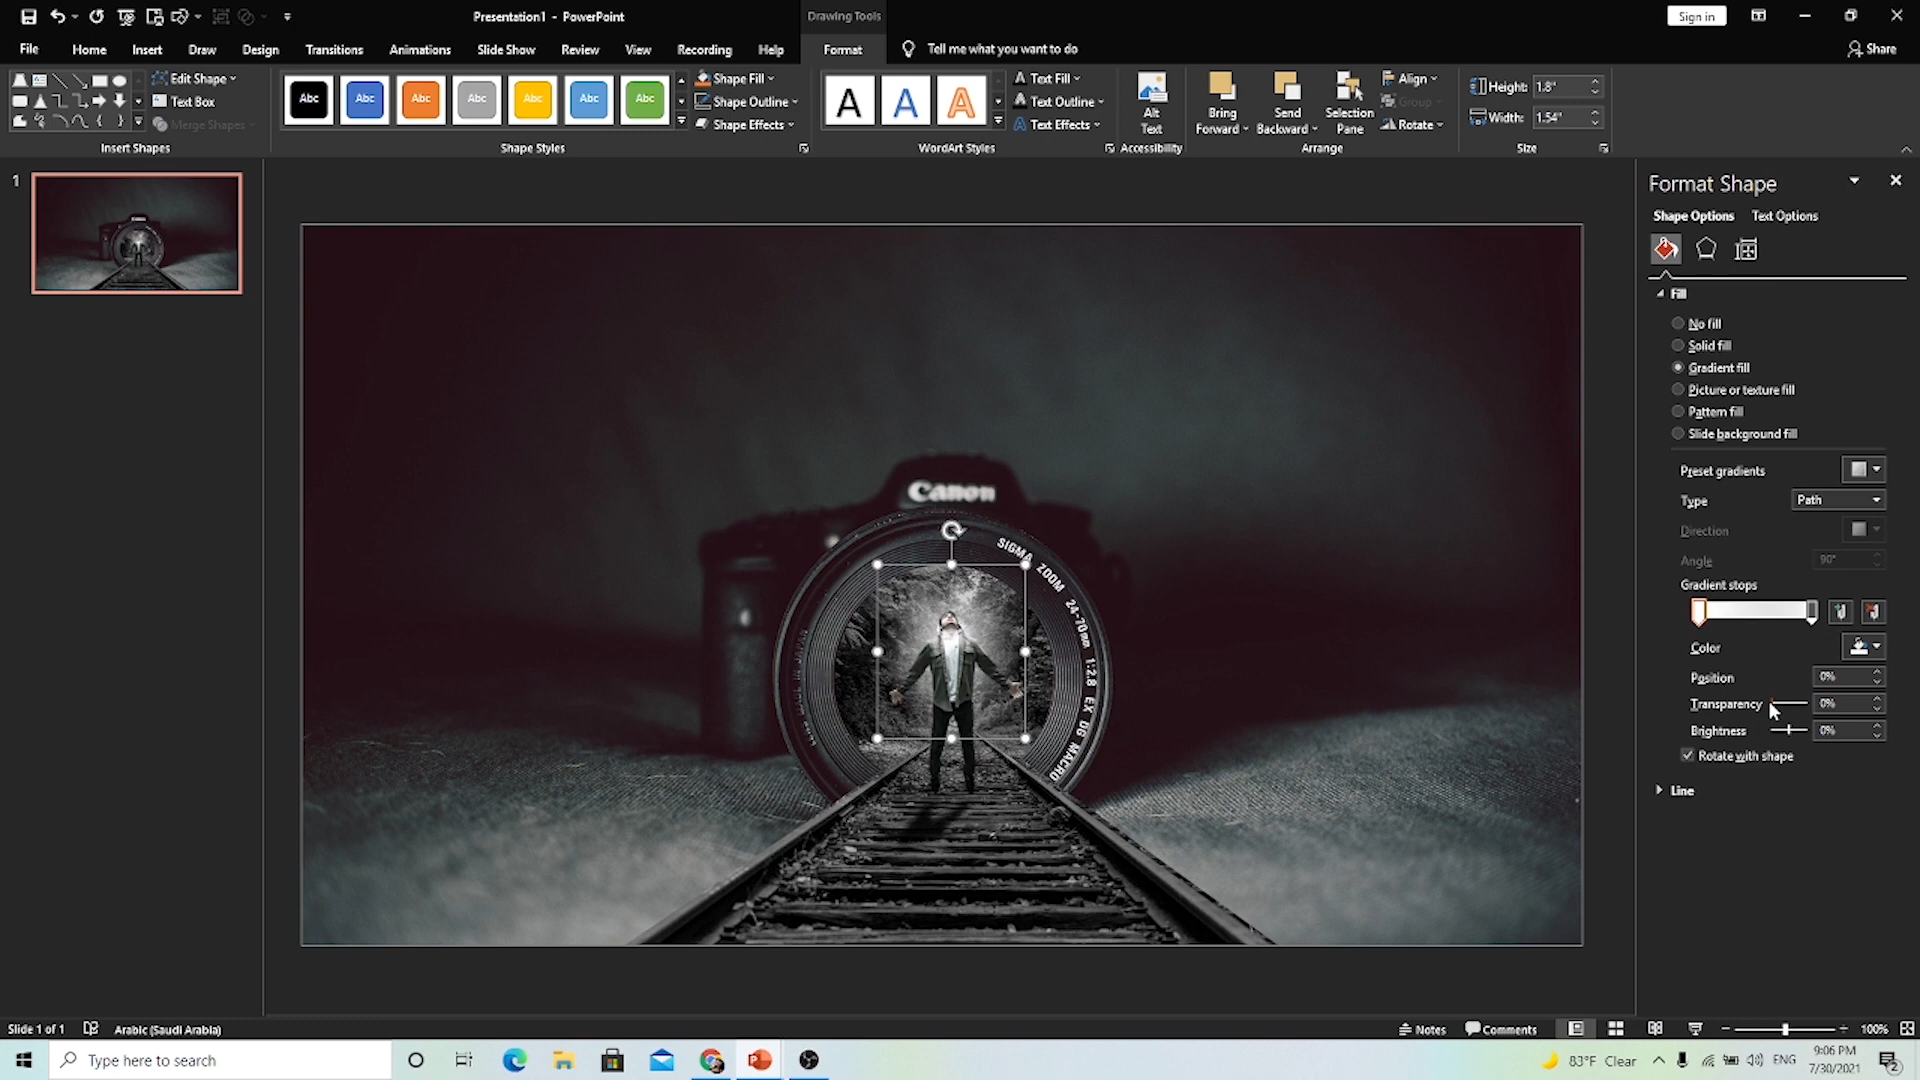 Presentation1 - PowerPoint
Drawing Tools
Sign in
File
Home
Insert
Draw
Design
Transitions
Animations
Slide Show
Review
View
Recording
Help
Format
Tell me what you want to do
Share
Edit Shape
Text Box
Merge Shapes
Insert Shapes
Abc
Abc
Abc
Abc
Abc
Abc
Abc
Shape Fill
Shape Outline
Shape Effects
Shape Styles
A
A
A
Text Fill
Text Outline
Text Effects
WordArt Styles
Alt
Text
Accessibility
Bring
Forward
Send
Backward
Selection
Pane
Align
Group
Rotate
Arrange
Height: 1.8"
Width: 1.54"
Size
1
Canon
SIGMA ZOOM 24-70mm 1:2.8 EX DG MACRO
Format Shape
Shape Options
Text Options
Fill
No fill
Solid fill
Gradient fill
Picture or texture fill
Pattern fill
Slide background fill
Preset gradients
Type
Path
Direction
Angle
90°
Gradient stops
Color
Position
0%
Transparency
0%
Brightness
0%
Rotate with shape
Line
Slide 1 of 1
Arabic (Saudi Arabia)
Notes
Comments
100%
Type here to search
83°F Clear
ENG
9:06 PM
7/30/2021
2